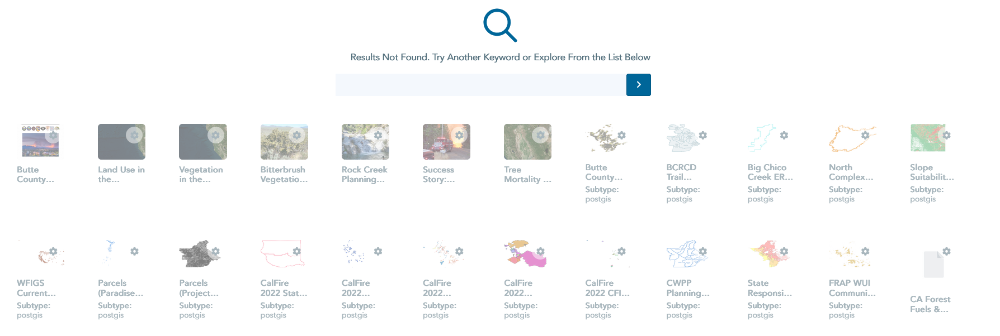 Results Not Found. Try Another Keyword or Explore From the List Below
Butte
County...
Land Use in
the...
Vegetation
in the...
Bitterbrush
Vegetatio...
Rock Creek
Planning...
Success
Story:...
Tree
Mortality ...
Butte
County...
Subtype:
postgis
BCRCD
Trail...
Subtype:
postgis
Big Chico
Creek ER...
Subtype:
postgis
North
Complex...
Subtype:
postgis
Slope
Suitabilit...
Subtype:
postgis
WFIGS
Current...
Subtype:
postgis
Parcels
(Paradise...
Subtype:
postgis
Parcels
(Project...
Subtype:
postgis
CalFire
2022 Stat...
Subtype:
postgis
CalFire
2022...
Subtype:
postgis
CalFire
2022...
Subtype:
postgis
CalFire
2022...
Subtype:
postgis
CalFire
2022 CFI...
Subtype:
postgis
CWPP
Planning...
Subtype:
postgis
State
Responsi...
Subtype:
postgis
FRAP WUI
Communi...
Subtype:
postgis
CA Forest
Fuels &...